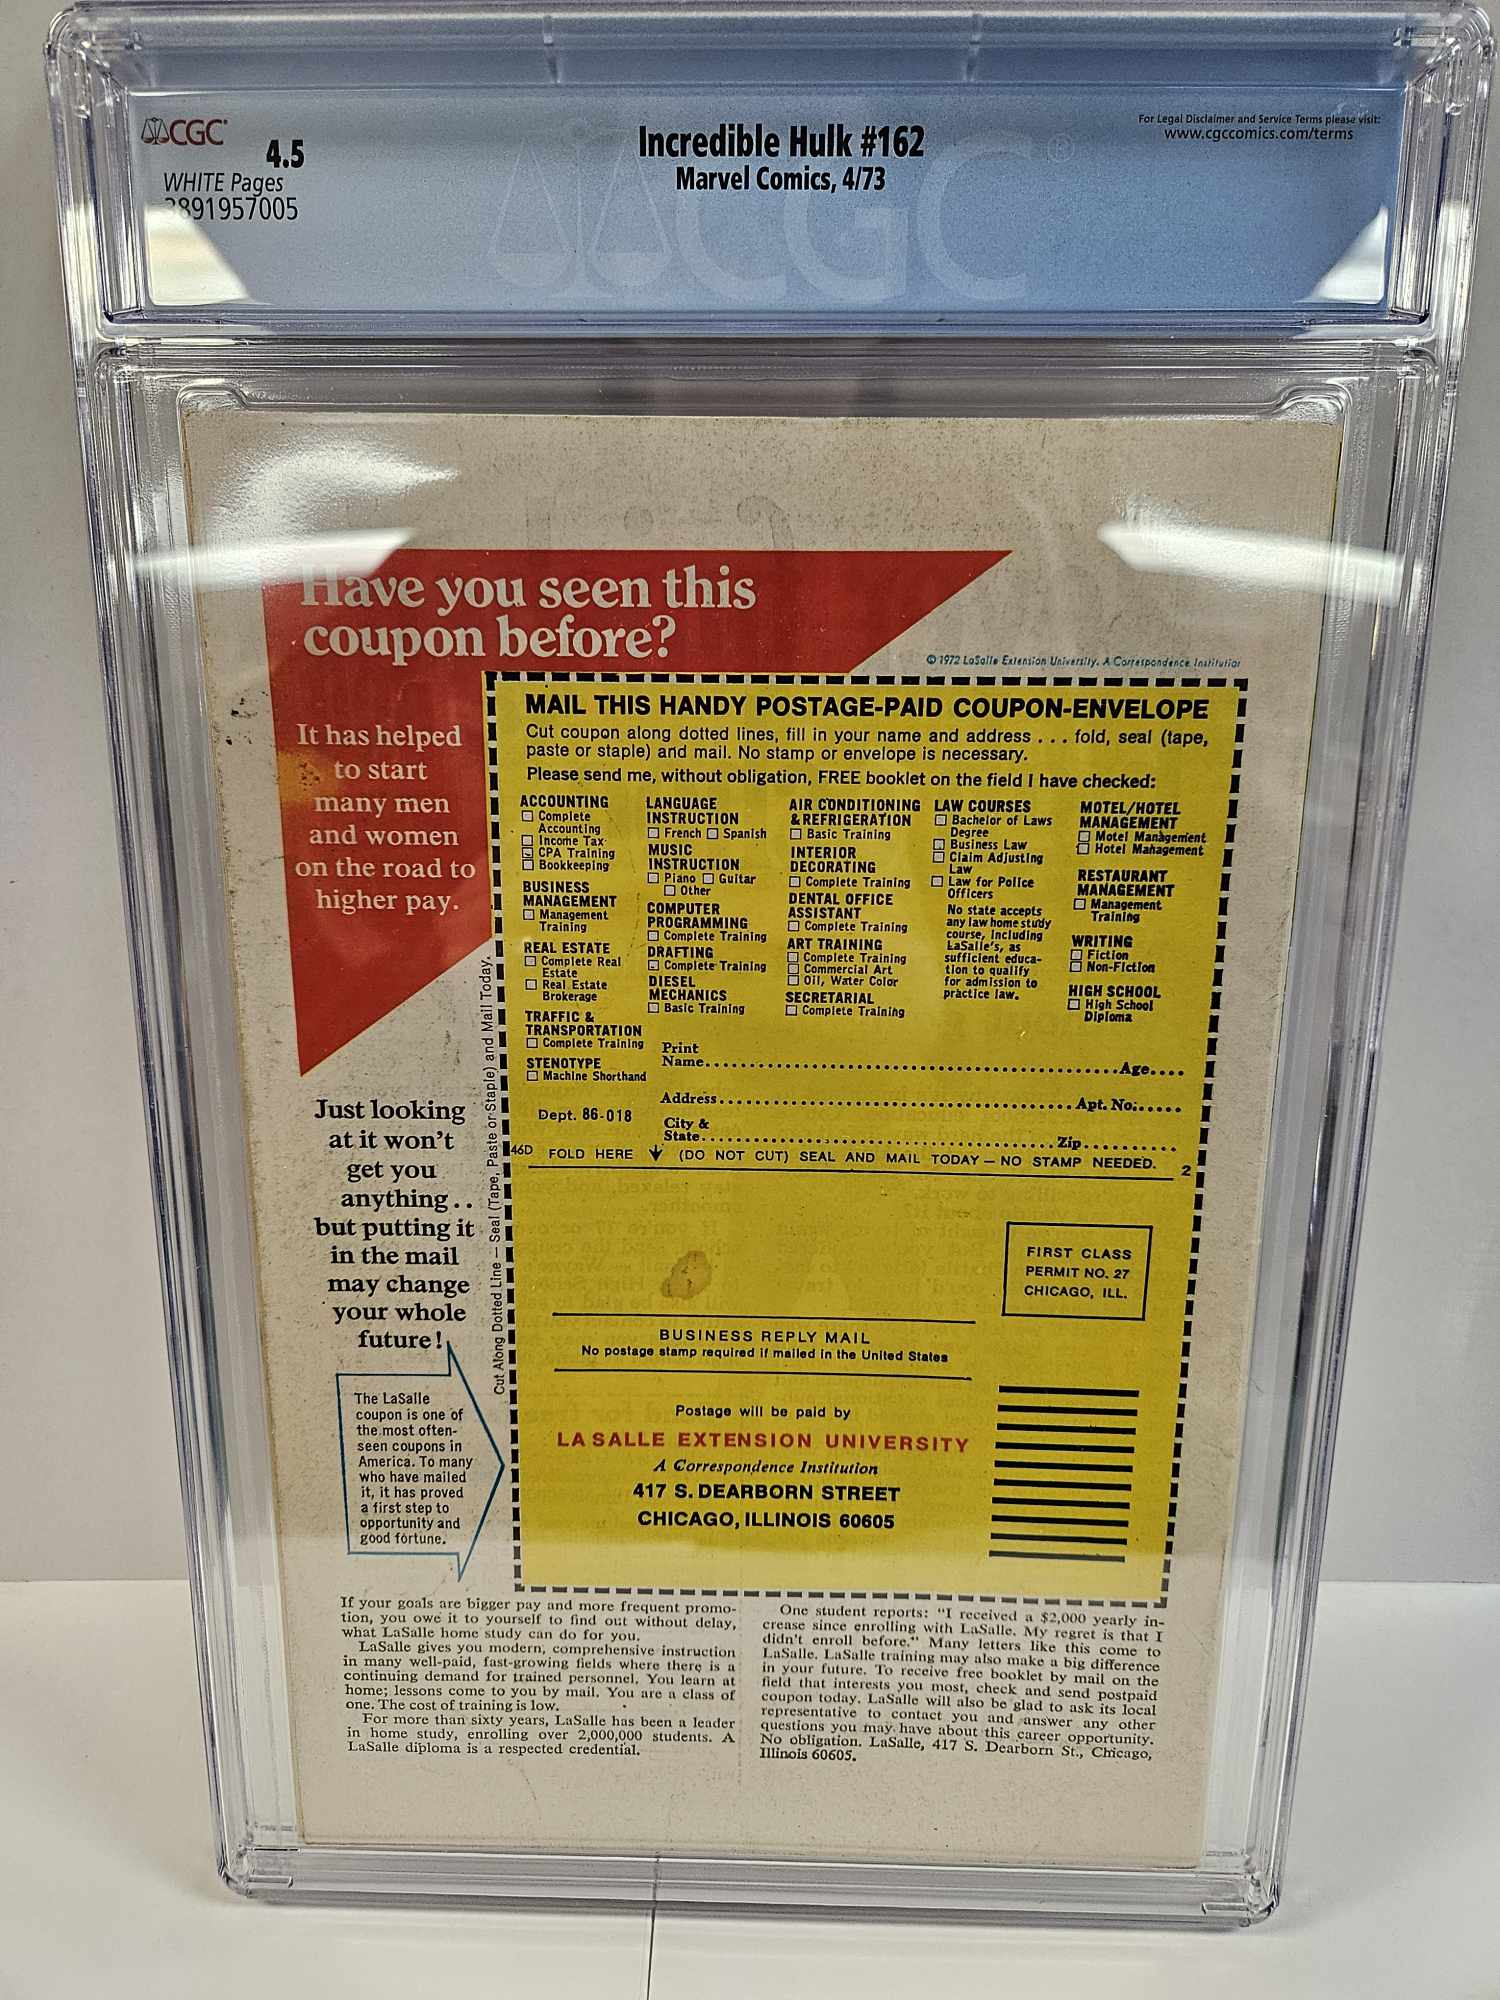 CGC
4.5
WHITE Pages
3891957005
Incredible Hulk #162
Marvel Comics, 4/73
For Legal Disclaimer and Service Terms please visit:
www.cgccomics.com/terms
CGC
Have you seen this
coupon before?
© 1972 LaSalle Extension University. A Correspondence Institution
It has helped
to start
many men
and women
on the road to
higher pay.
Just looking
at it won't
get you
anything..
but putting it
in the mail
may change
your whole
future!
The LaSalle
coupon is one of
the most often-
seen coupons in
America. To many
who have mailed
it, it has proved
a first step to
opportunity and
good fortune.
Cut Along Dotted Line — Seal (Tape, Paste or Staple) and Mail Today.
MAIL THIS HANDY POSTAGE-PAID COUPON-ENVELOPE
Cut coupon along dotted lines, fill in your name and address . . . fold, seal (tape,
paste or staple) and mail. No stamp or envelope is necessary.
Please send me, without obligation, FREE booklet on the field I have checked:
ACCOUNTING
Complete
Accounting
Income Tax
CPA Training
Bookkeeping
BUSINESS
MANAGEMENT
Management
Training
REAL ESTATE
Complete Real
Estate
Real Estate
Brokerage
TRAFFIC &
TRANSPORTATION
Complete Training
STENOTYPE
Machine Shorthand
LANGUAGE
INSTRUCTION
French Spanish
MUSIC
INSTRUCTION
Piano Guitar
Other
COMPUTER
PROGRAMMING
Complete Training
DRAFTING
Complete Training
DIESEL
MECHANICS
Basic Training
AIR CONDITIONING
& REFRIGERATION
Basic Training
INTERIOR
DECORATING
Complete Training
DENTAL OFFICE
ASSISTANT
Complete Training
ART TRAINING
Complete Training
Commercial Art
Oil, Water Color
SECRETARIAL
Complete Training
LAW COURSES
Bachelor of Laws
Degree
Business Law
Claim Adjusting
Law
Law for Police
Officers
No state accepts
any law home study
course, including
LaSalle's, as
sufficient educa-
tion to qualify
for admission to
practice law.
MOTEL/HOTEL
MANAGEMENT
Motel Management
Hotel Management
RESTAURANT
MANAGEMENT
Management
Training
WRITING
Fiction
Non-Fiction
HIGH SCHOOL
High School
Diploma
Print
Name Age
Address Apt. No.
Dept. 86-018
City &
State Zip
46D FOLD HERE (DO NOT CUT) SEAL AND MAIL TODAY — NO STAMP NEEDED. 2
FIRST CLASS
PERMIT NO. 27
CHICAGO, ILL.
BUSINESS REPLY MAIL
No postage stamp required if mailed in the United States
Postage will be paid by
LA SALLE EXTENSION UNIVERSITY
A Correspondence Institution
417 S. DEARBORN STREET
CHICAGO, ILLINOIS 60605
If your goals are bigger pay and more frequent promo-
tion, you owe it to yourself to find out without delay,
what LaSalle home study can do for you.
LaSalle gives you modern, comprehensive instruction
in many well-paid, fast-growing fields where there is a
continuing demand for trained personnel. You learn at
home; lessons come to you by mail. You are a class of
one. The cost of training is low.
For more than sixty years, LaSalle has been a leader
in home study, enrolling over 2,000,000 students. A
LaSalle diploma is a respected credential.
One student reports: "I received a $2,000 yearly in-
crease since enrolling with LaSalle. My regret is that I
didn't enroll before." Many letters like this come to
LaSalle. LaSalle training may also make a big difference
in your future. To receive free booklet by mail on the
field that interests you most, check and send postpaid
coupon today. LaSalle will also be glad to ask its local
representative to contact you and answer any other
questions you may have about this career opportunity.
No obligation. LaSalle, 417 S. Dearborn St., Chicago,
Illinois 60605.